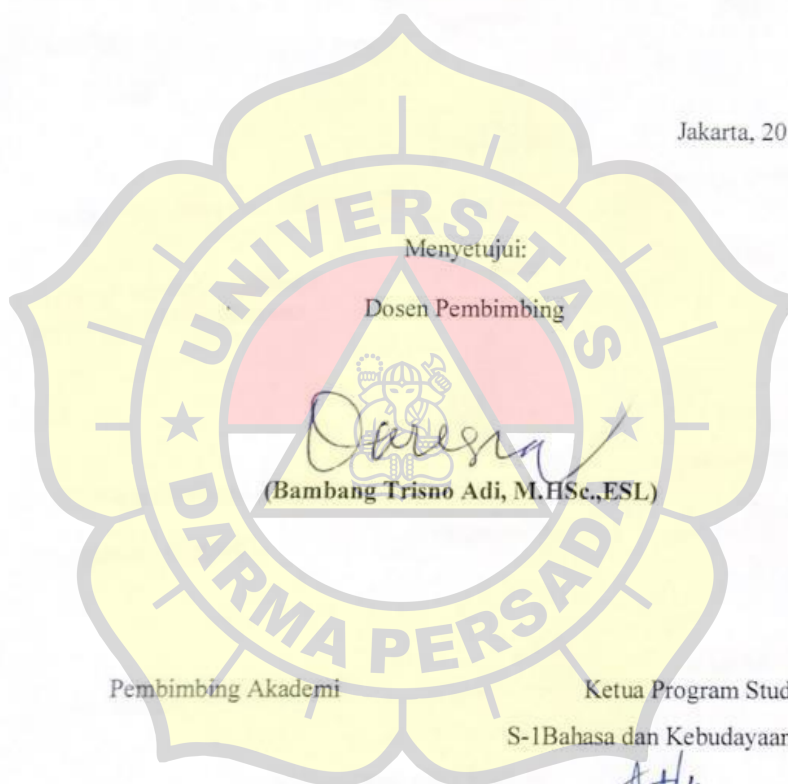 Jakarta, 20
UNIVERSITAS
Menyetujui:
Dosen Pembimbing
(Bambang Trisno Adi, M.HSc.,ESL)
DARMA PERSADA
Pembimbing Akademi
Ketua Program Stud
S-1Bahasa dan Kebudayaan